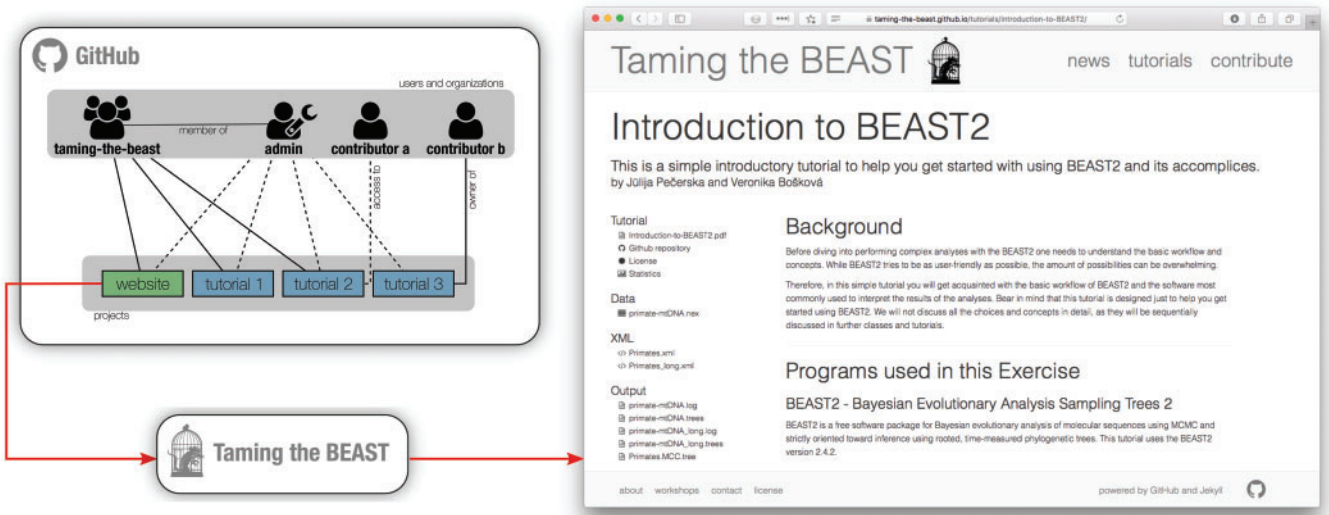 GitHub
users and organizations
member of
taming-the-beast
admin
contributor a
contributor b
access to
owner of
website
tutorial 1
tutorial 2
tutorial 3
projects
Taming the BEAST
taming-the-beast.github.io/tutorials/introduction-to-BEAST2/
Taming the BEAST
news tutorials contribute
Introduction to BEAST2
This is a simple introductory tutorial to help you get started with using BEAST2 and its accomplices.
by Jūlija Pečerska and Veronika Bošková
Tutorial
Introduction-to-BEAST2.pdf
Github repository
License
Statistics
Data
primate-mtDNA.nex
XML
Primates.xml
Primates_long.xml
Output
primate-mtDNA.log
primate-mtDNA.trees
primate-mtDNA_long.log
primate-mtDNA_long.trees
Primates.MCC.tree
Background
Before diving into performing complex analyses with the BEAST2 one needs to understand the basic workflow and
concepts. While BEAST2 tries to be as user-friendly as possible, the amount of possibilities can be overwhelming.
Therefore, in this simple tutorial you will get acquainted with the basic workflow of BEAST2 and the software most
commonly used to interpret the results of the analyses. Bear in mind that this tutorial is designed just to help you get
started using BEAST2. We will not discuss all the choices and concepts in detail, as they will be sequentially
discussed in further classes and tutorials.
Programs used in this Exercise
BEAST2 - Bayesian Evolutionary Analysis Sampling Trees 2
BEAST2 is a free software package for Bayesian evolutionary analysis of molecular sequences using MCMC and
strictly oriented toward inference using rooted, time-measured phylogenetic trees. This tutorial uses the BEAST2
version 2.4.2.
about workshops contact license
powered by GitHub and Jekyll